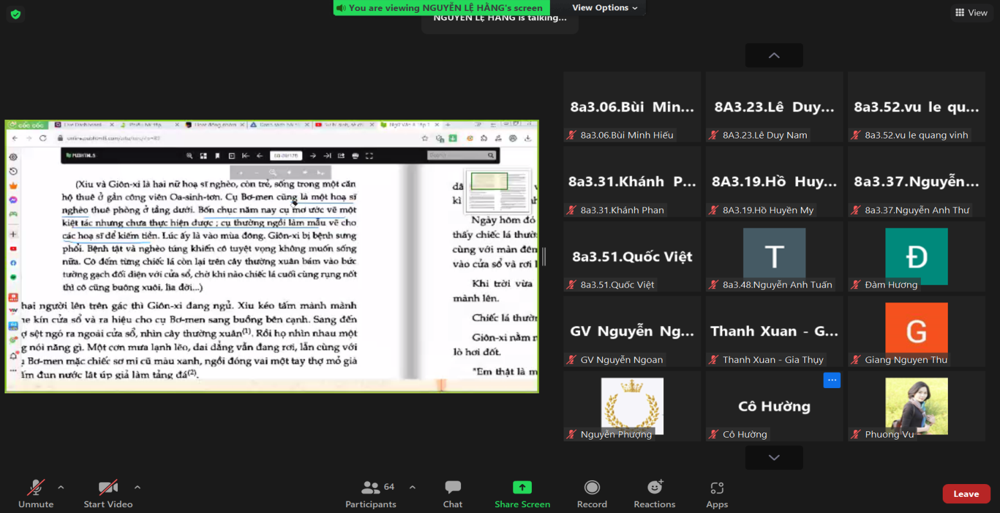 You are viewing NGUYỄN LỆ HẰNG's screen
View Options
NGUYỄN LỆ HẰNG is talking...
View
PUBHTML5
(Xiu và Giôn-xi là hai nữ hoạ sĩ nghèo, còn trẻ, sống trong một căn
hộ thuê ở gần công viên Oa-sinh-tơn. Cụ Bơ-men cũng là một hoạ sĩ
nghèo thuê phòng ở tầng dưới. Bốn chục năm nay cụ mơ ước vẽ một
kiệt tác nhưng chưa thực hiện được ; cụ thường ngồi làm mẫu vẽ cho
các hoạ sĩ để kiếm tiền. Lúc ấy là vào mùa đông. Giôn-xi bị bệnh sưng
phổi. Bệnh tật và nghèo túng khiến cô tuyệt vọng không muốn sống
nữa. Cô đếm từng chiếc lá còn lại trên cây thường xuân bám vào bức
tường gạch đối diện với cửa sổ, chờ khi nào chiếc lá cuối cùng rụng nốt
thì cô cũng buông xuôi, lìa đời...)
hai người lên trên gác thì Giôn-xi đang ngủ. Xiu kéo tấm mành mành
kín cửa sổ và ra hiệu cho cụ Bơ-men sang buồng bên cạnh. Sang đến
sệt ngó ra ngoài cửa sổ, nhìn cây thường xuân(1). Rồi họ nhìn nhau một
g nói năng gì. Một cơn mưa lạnh lẽo, dai dẳng vẫn đang rơi, lẫn cùng với
Bơ-men mặc chiếc sơ mi cũ màu xanh, ngồi đóng vai một tay thợ mỏ già
ấm đun nước lật úp giả làm tảng đá(2).
dâ
kì
Ngày hôm đó
thấy chiếc lá thườ
cùng với màn đêm
vào cửa sổ và rơi l
Khi trời vừa
mành lên.
Chiếc lá thườ
Giôn-xi nằm n
lò hơi đốt.
"Em thật là m
8a3.06.Bùi Min...
8a3.06.Bùi Minh Hiếu
8A3.23.Lê Duy...
8A3.23.Lê Duy Nam
8a3.52.vu le qu...
8a3.52.vu le quang vinh
8a3.31.Khánh P...
8a3.31.Khánh Phan
8A3.19.Hồ Huy...
8A3.19.Hồ Huyền My
8a3.37.Nguyễn...
8a3.37.Nguyễn Anh Thư
8a3.51.Quốc Việt
8a3.51.Quốc Việt
T
8a3.48.Nguyễn Anh Tuấn
Đ
Đàm Hương
GV Nguyễn Ng...
GV Nguyễn Ngoan
Thanh Xuan - G...
Thanh Xuan - Gia Thụy
G
Giang Nguyen Thu
Nguyễn Phượng
Cô Hường
Cô Hường
Phuong Vu
Unmute
Start Video
64
Participants
Chat
Share Screen
Record
Reactions
Apps
Leave